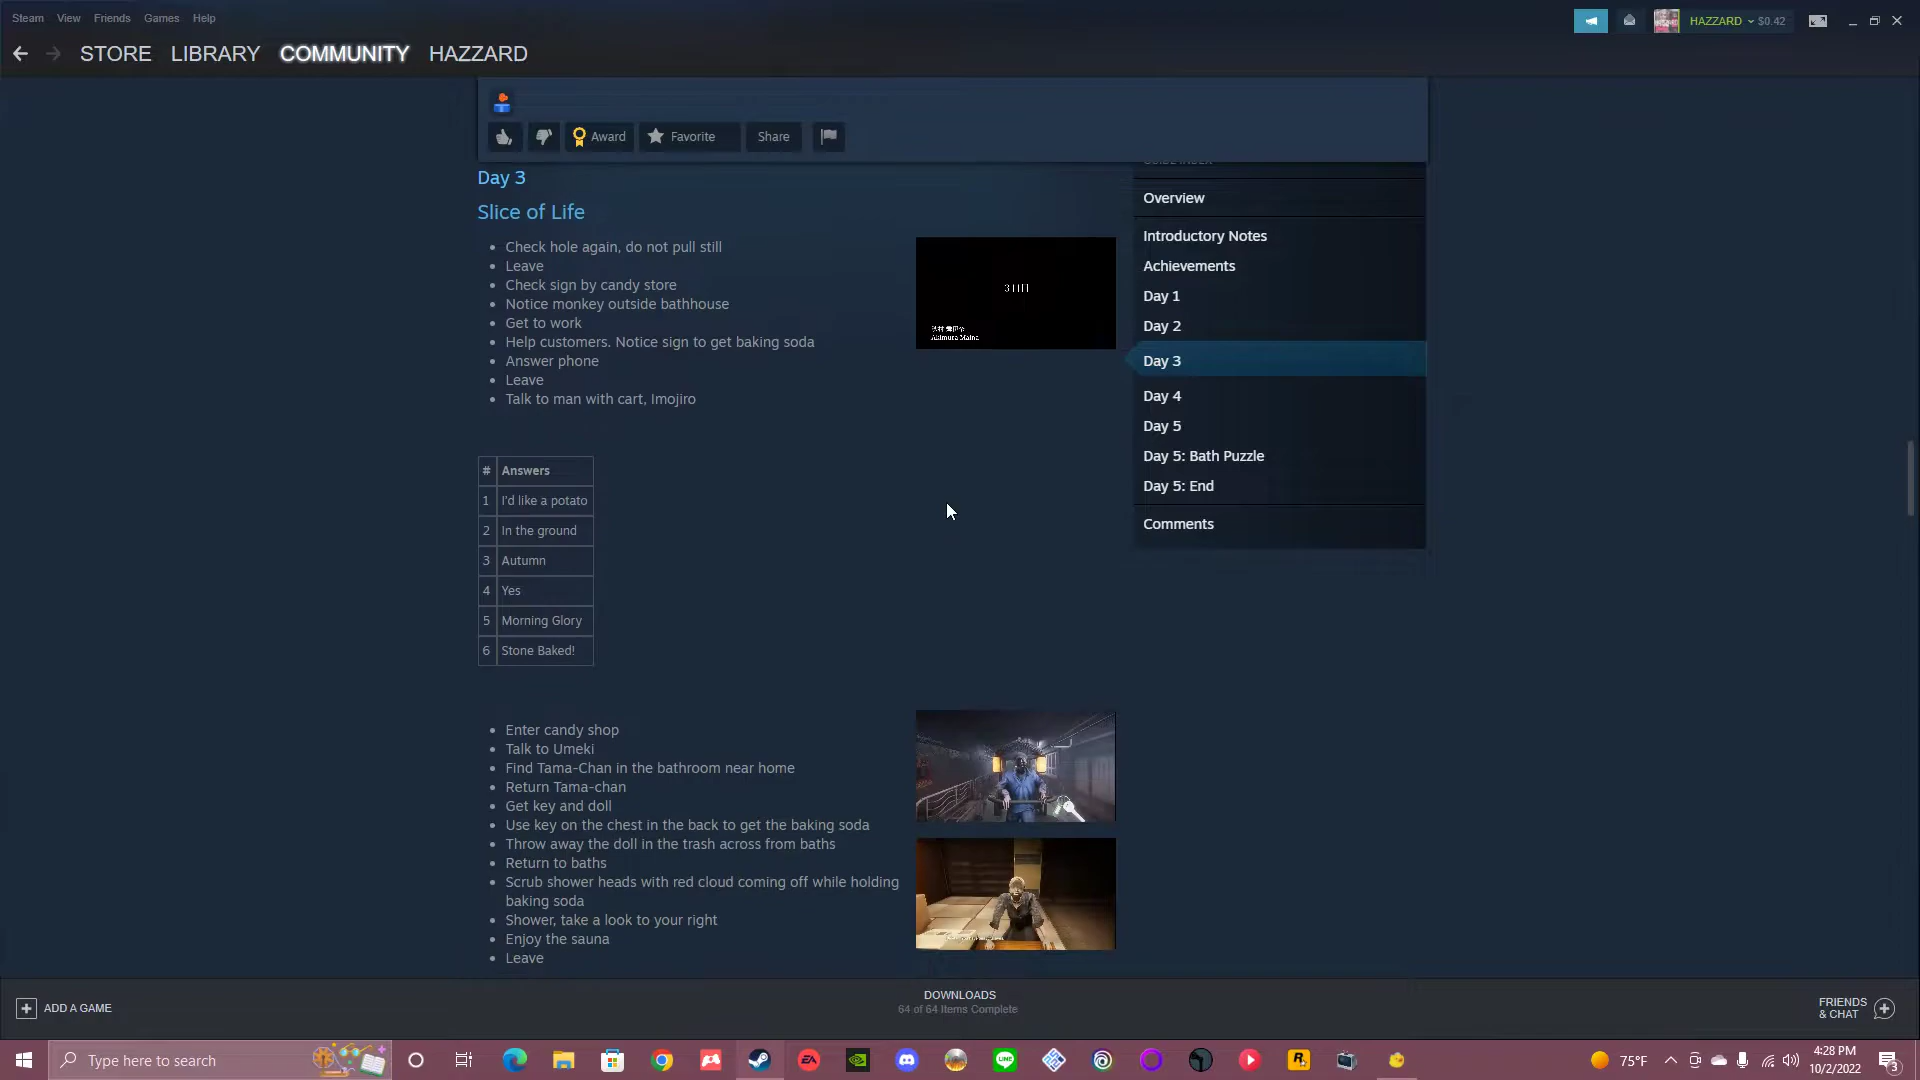 Steam View Friends Games Help
HAZZARD $0.42
STORE LIBRARY COMMUNITY HAZZARD
Award Favorite Share
Day 3
Slice of Life
Check hole again, do not pull still
Leave
Check sign by candy store
Notice monkey outside bathhouse
Get to work
Help customers. Notice sign to get baking soda
Answer phone
Leave
Talk to man with cart, Imojiro
Akimura Maina
# Answers
1 I'd like a potato
2 In the ground
3 Autumn
4 Yes
5 Morning Glory
6 Stone Baked!
Enter candy shop
Talk to Umeki
Find Tama-Chan in the bathroom near home
Return Tama-chan
Get key and doll
Use key on the chest in the back to get the baking soda
Throw away the doll in the trash across from baths
Return to baths
Scrub shower heads with red cloud coming off while holding
baking soda
Shower, take a look to your right
Enjoy the sauna
Leave
Overview
Introductory Notes
Achievements
Day 1
Day 2
Day 3
Day 4
Day 5
Day 5: Bath Puzzle
Day 5: End
Comments
ADD A GAME
DOWNLOADS
64 of 64 Items Complete
FRIENDS
& CHAT
Type here to search
EA
LINE
R
75°F
4:28 PM
10/2/2022
3